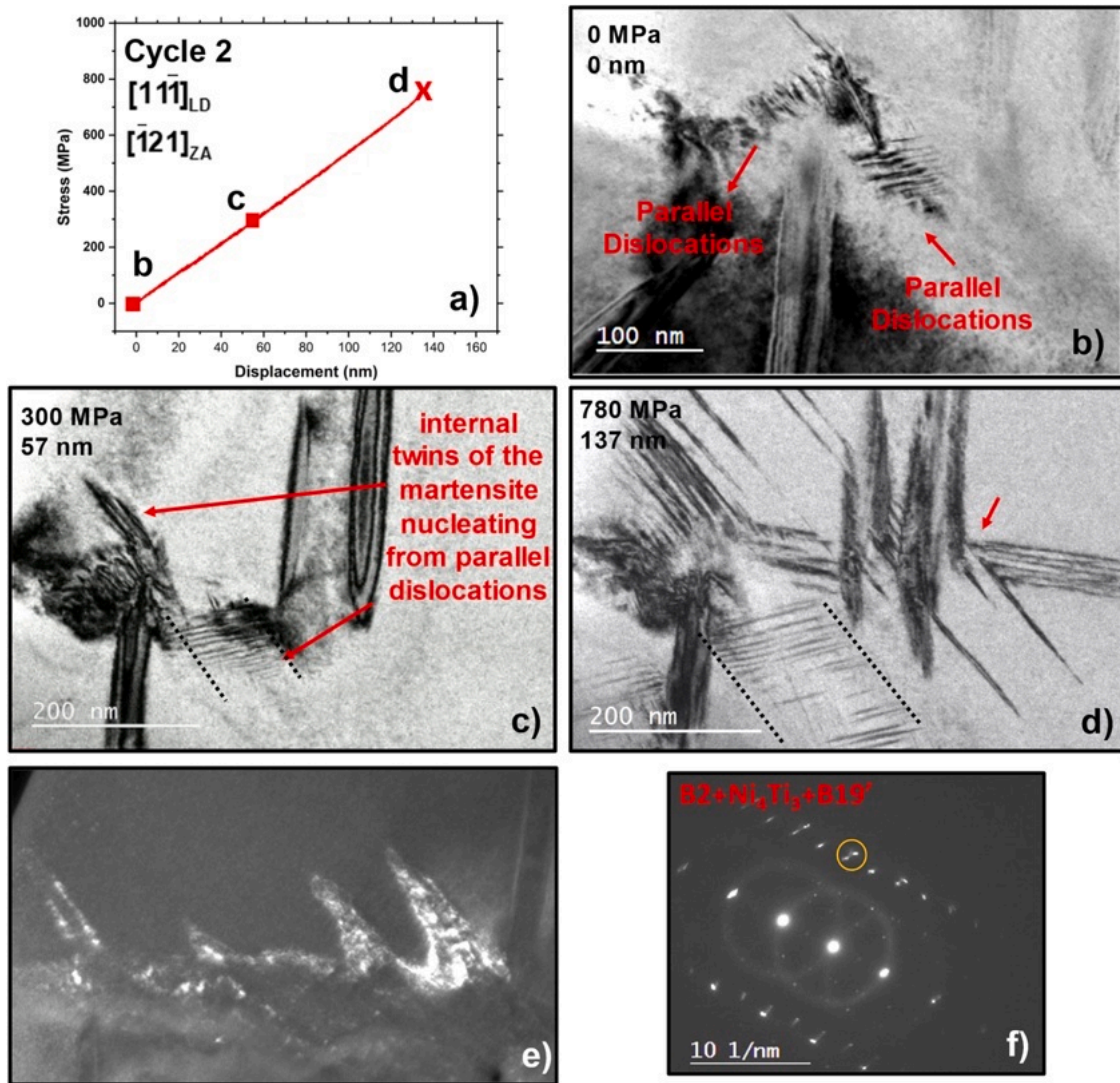 1000
800
600
400
200
0
Stress (MPa)
Cycle 2
[11̄1̄]LD
[1̄21]ZA
d
c
b
a)
0 20 40 60 80 100 120 140 160
Displacement (nm)
0 MPa
0 nm
Parallel
Dislocations
Parallel
Dislocations
100 nm
b)
300 MPa
57 nm
internal
twins of the
martensite
nucleating
from parallel
dislocations
200 nm
c)
780 MPa
137 nm
200 nm
d)
e)
B2+Ni₄Ti₃+B19'
10 1/nm
f)